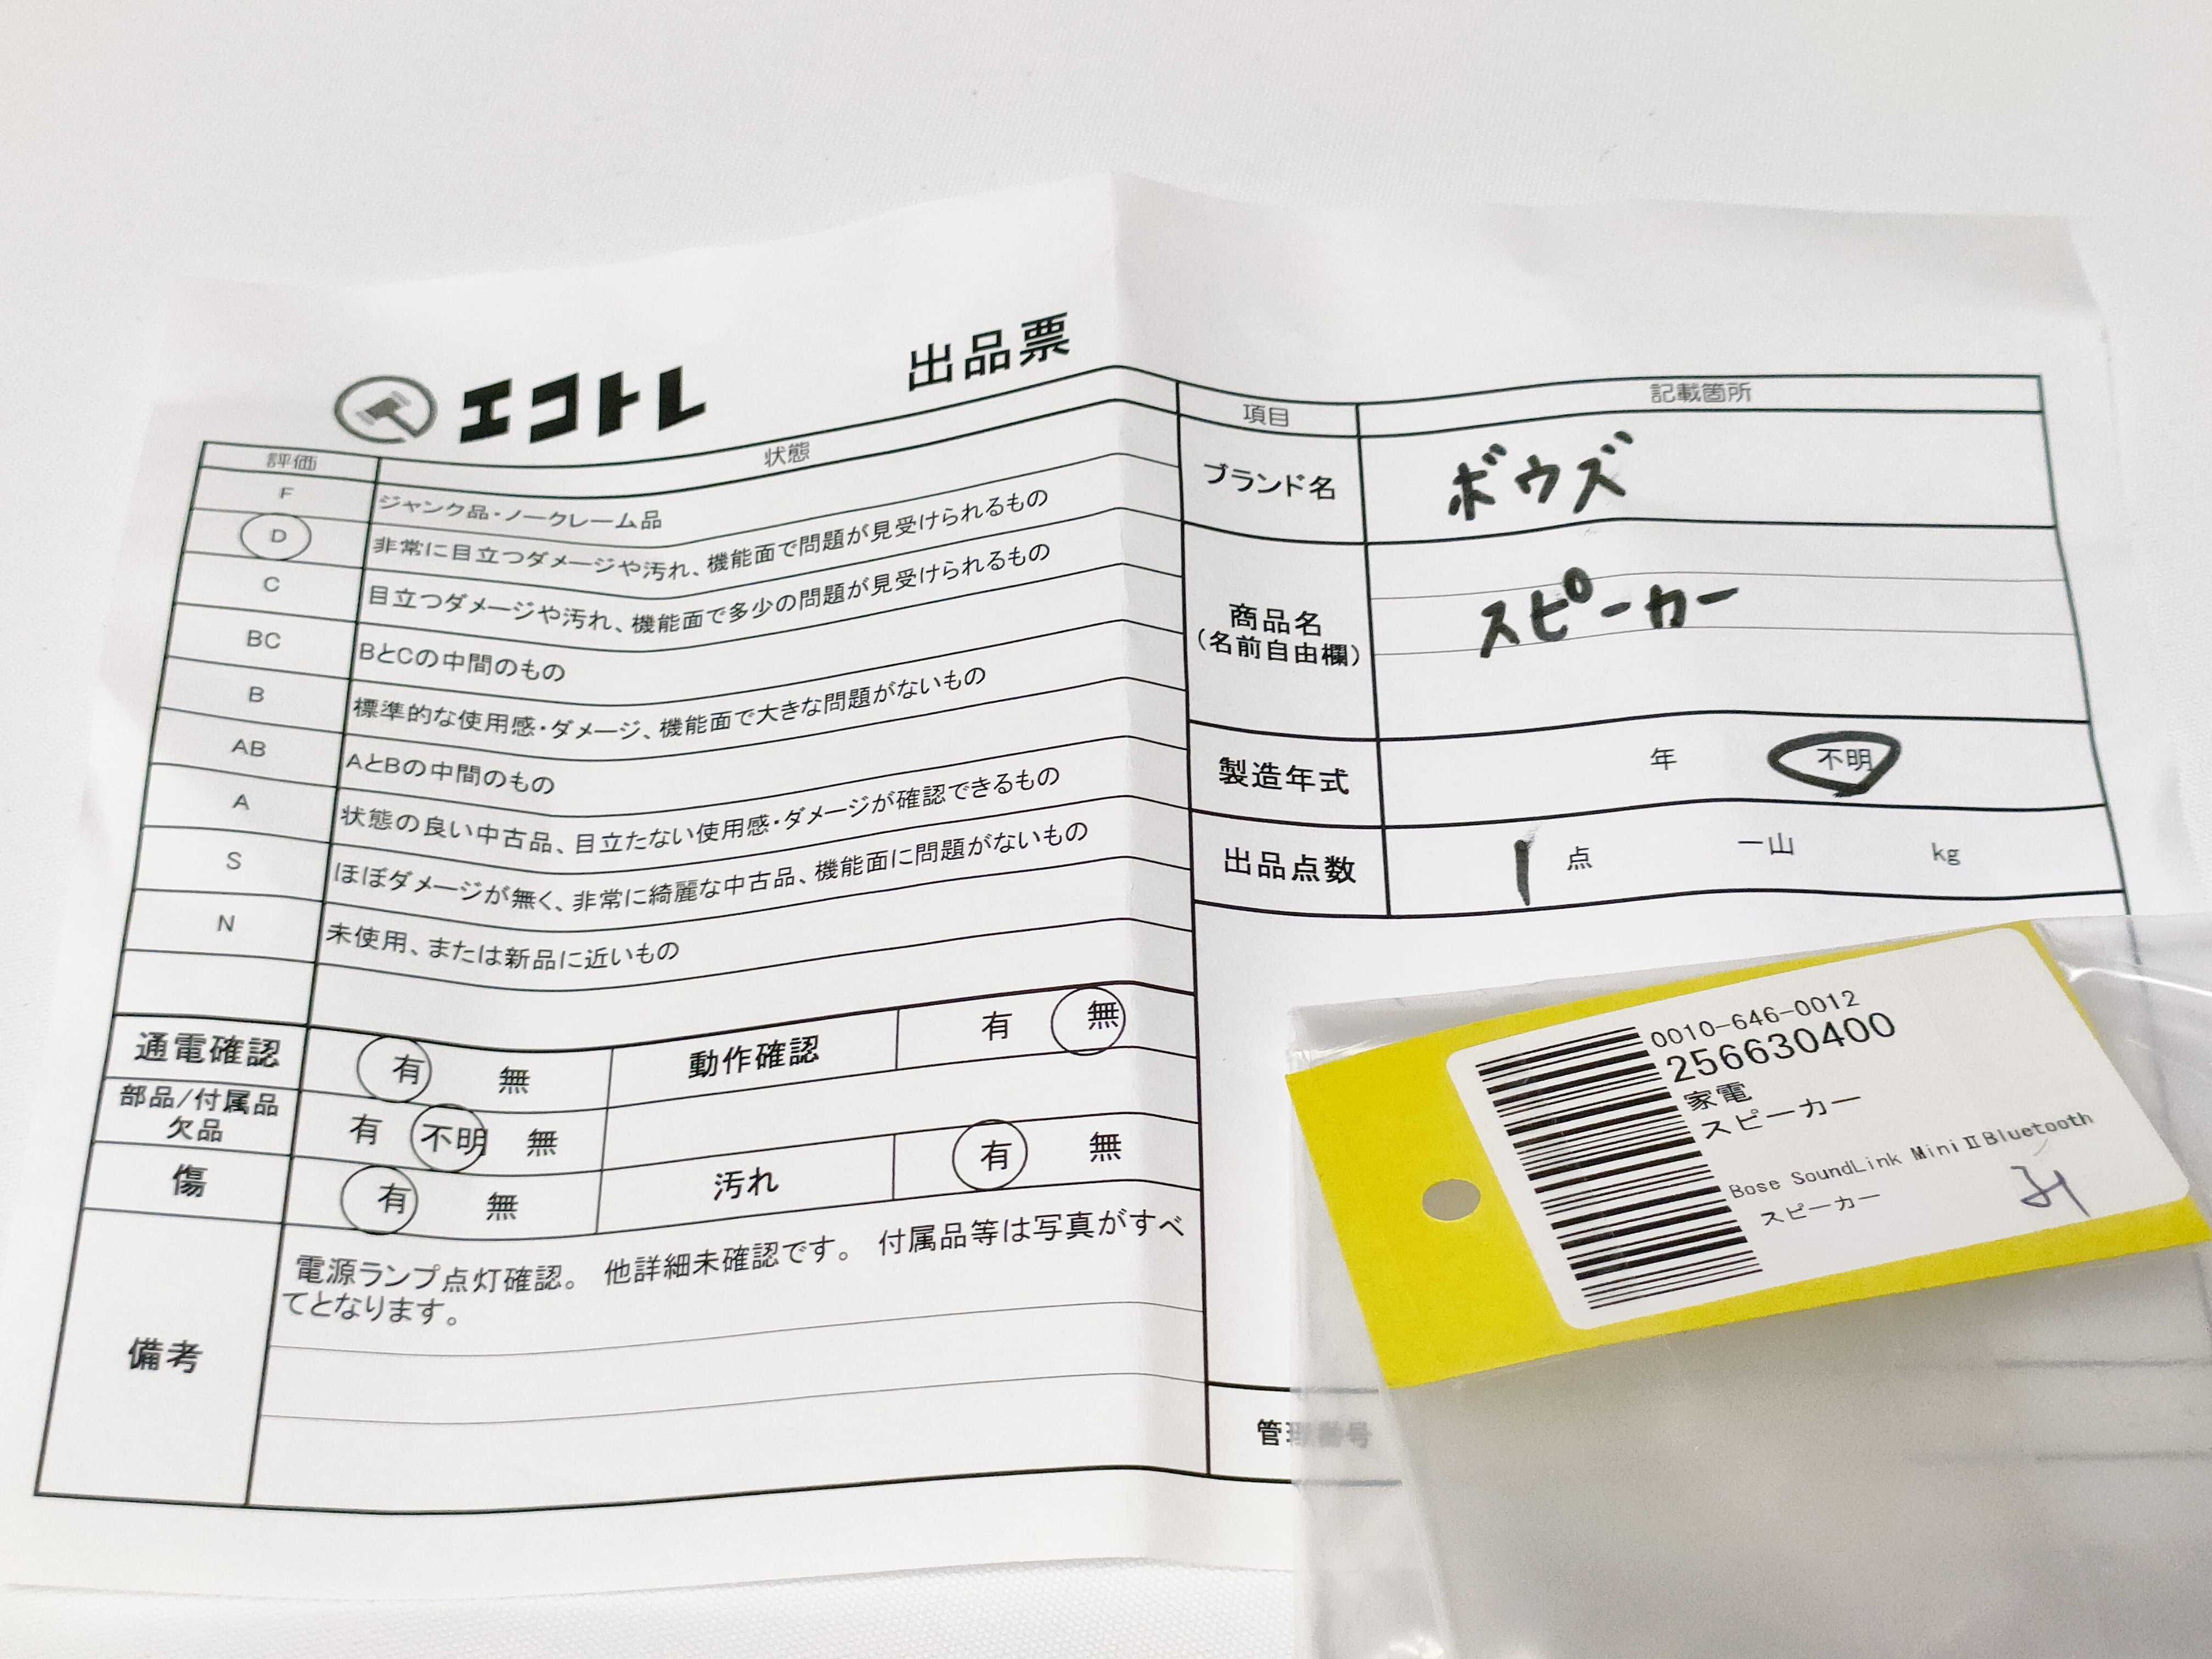 エコトレ 出品票
評価 状態
F ジャンク品・ノークレーム品
D 非常に目立つダメージや汚れ、機能面で問題が見受けられるもの
C 目立つダメージや汚れ、機能面で多少の問題が見受けられるもの
BC BとCの中間のもの
B 標準的な使用感・ダメージ、機能面で大きな問題がないもの
AB AとBの中間のもの
A 状態の良い中古品、目立たない使用感・ダメージが確認できるもの
S ほぼダメージが無く、非常に綺麗な中古品、機能面に問題がないもの
N 未使用、または新品に近いもの
通電確認 有 無 動作確認 有 無
部品/付属品
欠品 有 不明 無
傷 有 無 汚れ 有 無
備考
電源ランプ点灯確認。 他詳細未確認です。 付属品等は写真がすべ
てとなります。
項目 記載箇所
ブランド名 ボウズ
商品名
(名前自由欄)
スピーカー
製造年式 年 不明
出品点数 1 点 一山 kg
管理番号
0010-646-0012
256630400
家電
スピーカー
Bose SoundLink MiniⅡBluetooth
スピーカー